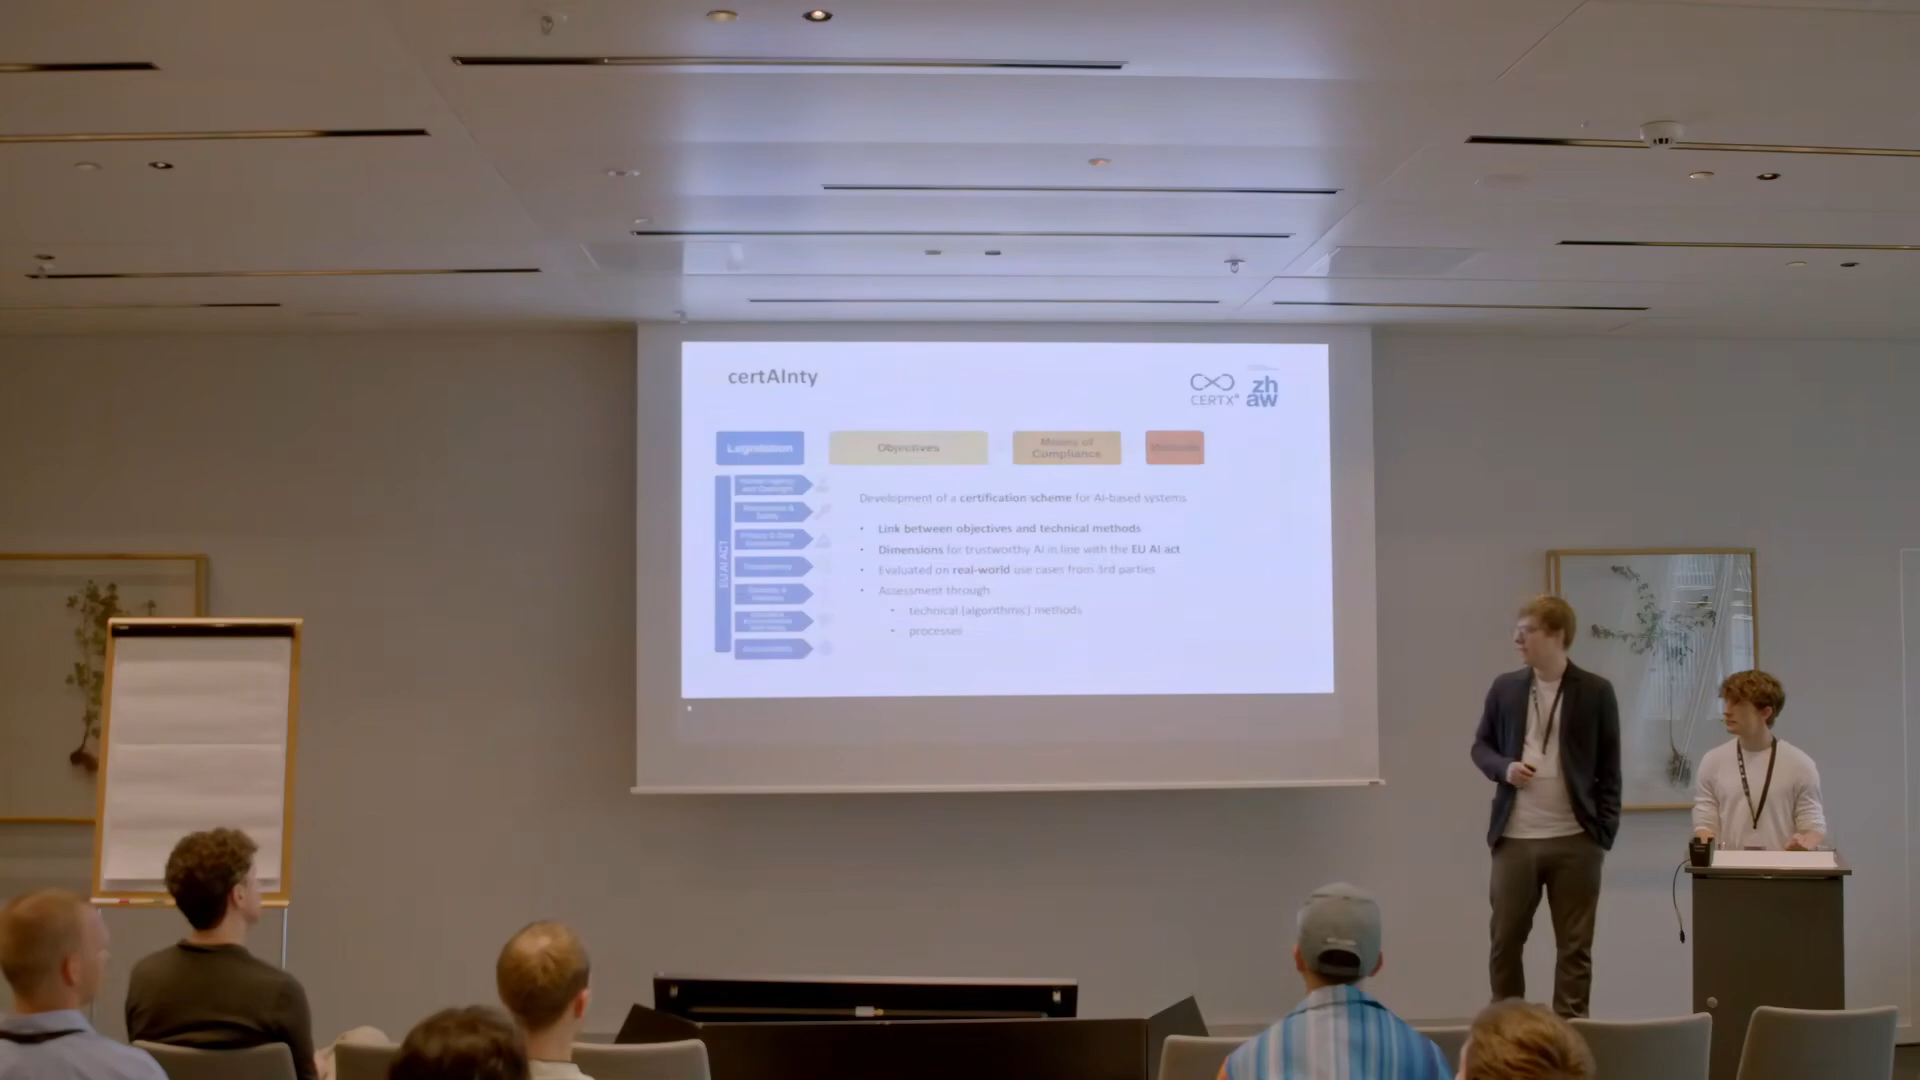 certAInty
CERTX
zh
aw
Legislation
Objectives
Means of
Compliance
EU AI ACT
Transparency
Development of a certification scheme for AI-based systems
• Link between objectives and technical methods
• Dimensions for trustworthy AI in line with the EU AI act
• Evaluated on real-world use cases from 3rd parties
• Assessment through
• technical (algorithmic) methods
• processes